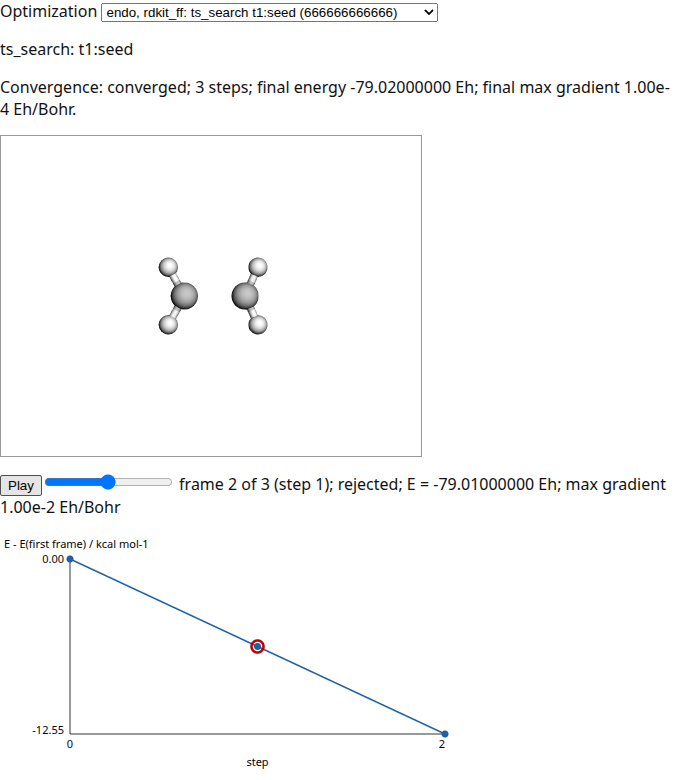 Optimization endo, rdkit_ff: ts_search t1:seed (666666666666)
ts_search: t1:seed
Convergence: converged; 3 steps; final energy -79.02000000 Eh; final max gradient 1.00e-
4 Eh/Bohr.
Play frame 2 of 3 (step 1); rejected; E = -79.01000000 Eh; max gradient
1.00e-2 Eh/Bohr
E - E(first frame) / kcal mol-1
0.00
-12.55
0 2
step